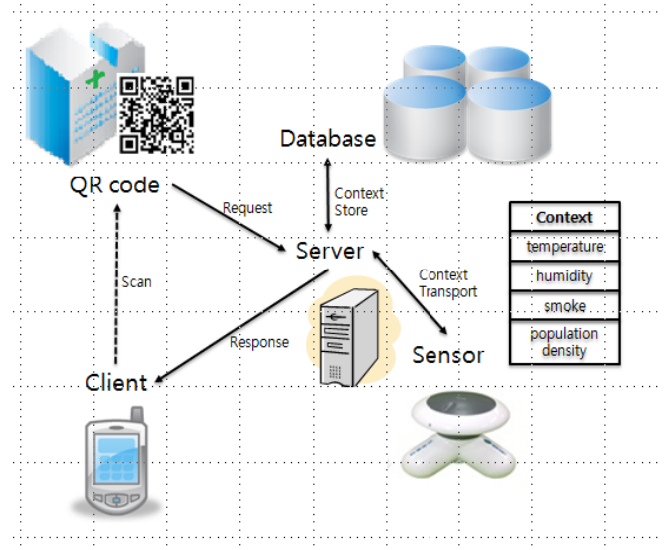 Database
QR code
Request
Context
Store
Server
Scan
Context
Transport
Response
Sensor
Client
Context
temperature
humidity
smoke
population
density